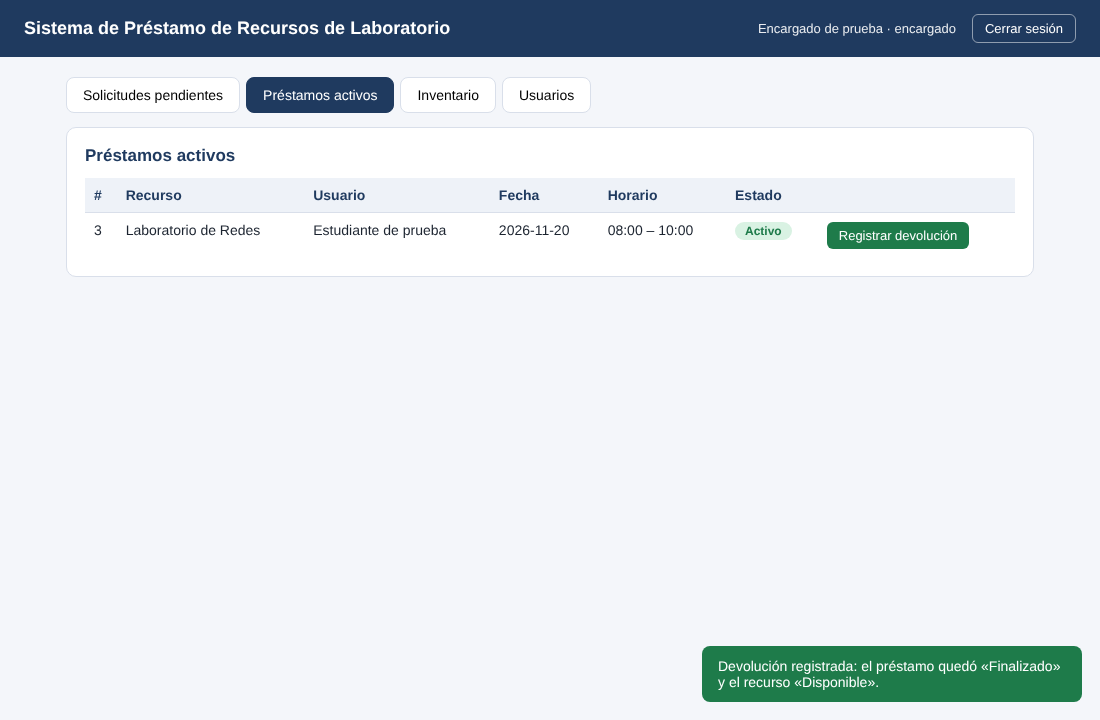 Sistema de Préstamo de Recursos de Laboratorio
Encargado de prueba · encargado
Cerrar sesión
Solicitudes pendientes
Préstamos activos
Inventario
Usuarios
Préstamos activos
# Recurso Usuario Fecha Horario Estado
3 Laboratorio de Redes Estudiante de prueba 2026-11-20 08:00 – 10:00 Activo Registrar devolución
Devolución registrada: el préstamo quedó «Finalizado»
y el recurso «Disponible».